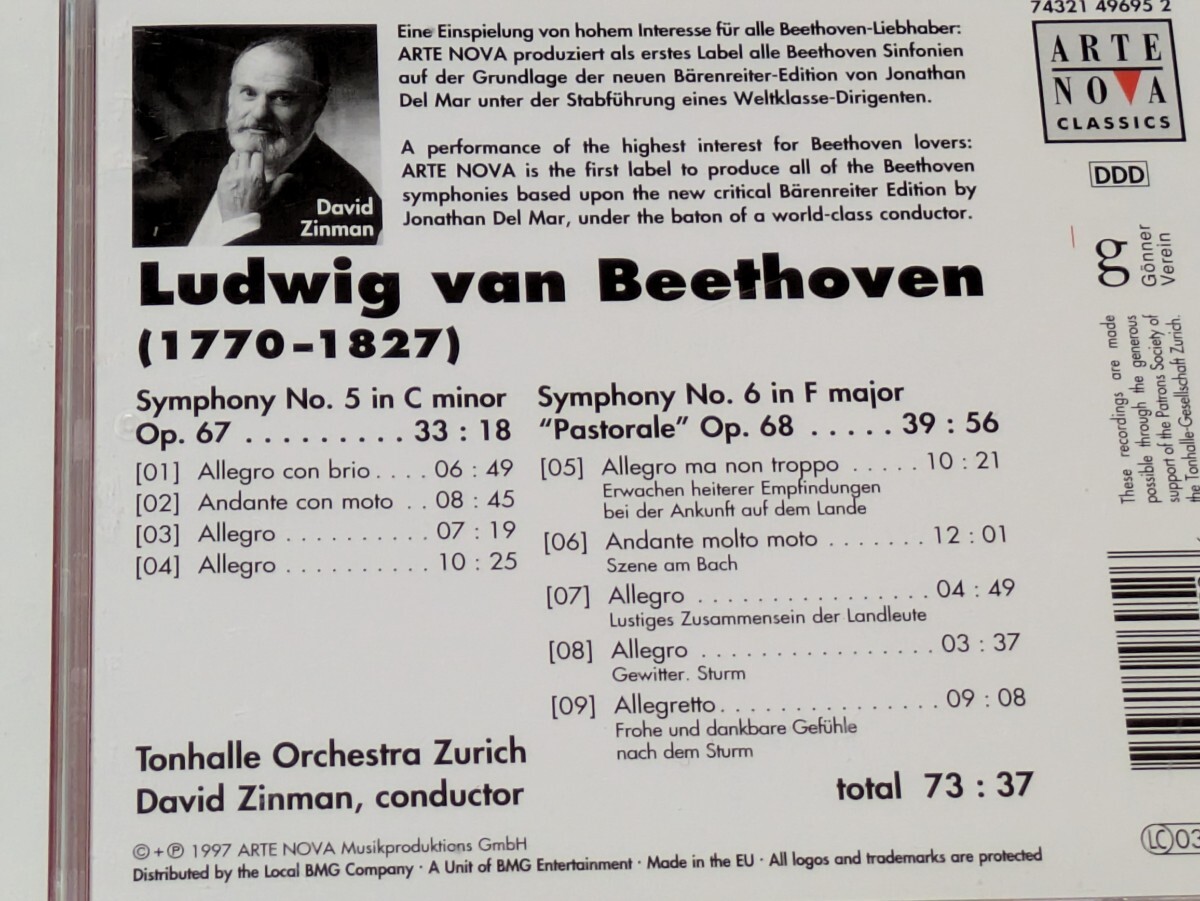 74321 49695 2
ARTE
NOVA
CLASSICS
DDD
Eine Einspielung von hohem Interesse für alle Beethoven-Liebhaber:
ARTE NOVA produziert als erstes Label alle Beethoven Sinfonien
auf der Grundlage der neuen Bärenreiter-Edition von Jonathan
Del Mar unter der Stabführung eines Weltklasse-Dirigenten.
A performance of the highest interest for Beethoven lovers:
ARTE NOVA is the first label to produce all of the Beethoven
symphonies based upon the new critical Bärenreiter Edition by
Jonathan Del Mar, under the baton of a world-class conductor.
David
Zinman
g
Gönner
Verein
These recordings are made
possible through the generous
support of the Patrons Society of
the Tonhalle-Gesellschaft Zurich.
Ludwig van Beethoven
(1770–1827)
Symphony No. 5 in C minor
Op. 67 ......... 33 : 18
[01] Allegro con brio .... 06 : 49
[02] Andante con moto .. 08 : 45
[03] Allegro .......... 07 : 19
[04] Allegro .......... 10 : 25
Symphony No. 6 in F major
“Pastorale” Op. 68 ..... 39 : 56
[05] Allegro ma non troppo ..... 10 : 21
Erwachen heiterer Empfindungen
bei der Ankunft auf dem Lande
[06] Andante molto moto ....... 12 : 01
Szene am Bach
[07] Allegro ................ 04 : 49
Lustiges Zusammensein der Landleute
[08] Allegro ................ 03 : 37
Gewitter. Sturm
[09] Allegretto ............... 09 : 08
Frohe und dankbare Gefühle
nach dem Sturm
total 73 : 37
Tonhalle Orchestra Zurich
David Zinman, conductor
©+℗ 1997 ARTE NOVA Musikproduktions GmbH
Distributed by the Local BMG Company · A Unit of BMG Entertainment · Made in the EU · All logos and trademarks are protected
LC 03